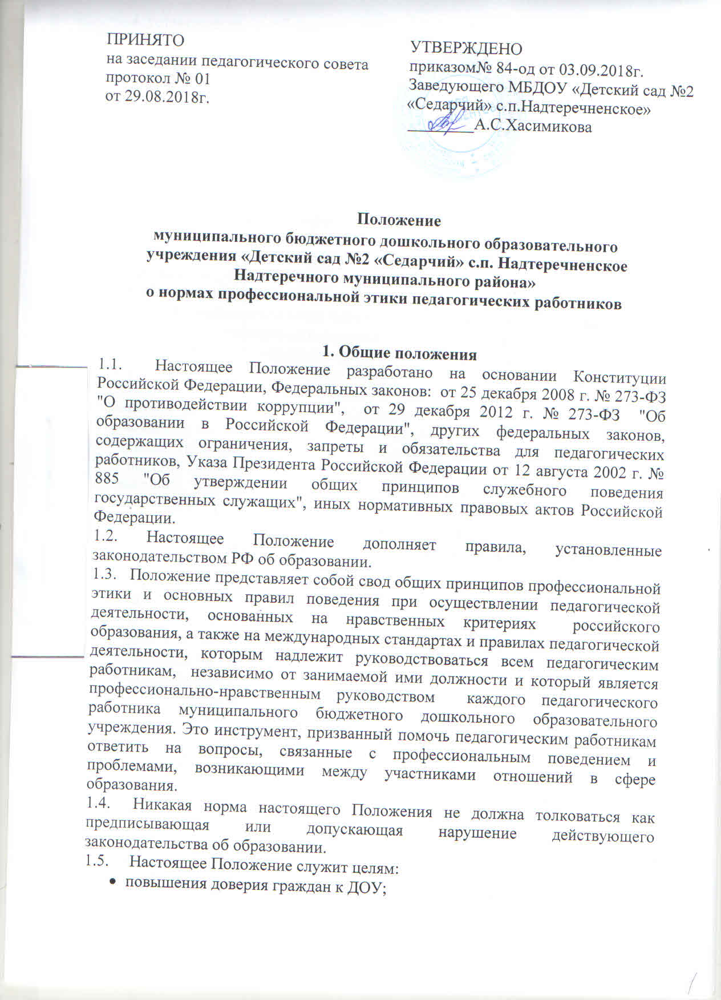 ПРИНЯТО
на заседании педагогического совета
протокол № 01
от 29.08.2018г.
УТВЕРЖДЕНО
приказом№ 84-од от 03.09.2018г.
Заведующего МБДОУ «Детский сад №2
«Седарчий» с.п.Надтеречненское»
________А.С.Хасимикова
Положение
муниципального бюджетного дошкольного образовательного
учреждения «Детский сад №2 «Седарчий» с.п. Надтеречненское
Надтеречного муниципального района»
о нормах профессиональной этики педагогических работников
1. Общие положения
1.1. Настоящее Положение разработано на основании Конституции
Российской Федерации, Федеральных законов: от 25 декабря 2008 г. № 273-ФЗ
"О противодействии коррупции", от 29 декабря 2012 г. № 273-ФЗ "Об
образовании в Российской Федерации", других федеральных законов,
содержащих ограничения, запреты и обязательства для педагогических
работников, Указа Президента Российской Федерации от 12 августа 2002 г. №
885 "Об утверждении общих принципов служебного поведения
государственных служащих", иных нормативных правовых актов Российской
Федерации.
1.2. Настоящее Положение дополняет правила, установленные
законодательством РФ об образовании.
1.3. Положение представляет собой свод общих принципов профессиональной
этики и основных правил поведения при осуществлении педагогической
деятельности, основанных на нравственных критериях российского
образования, а также на международных стандартах и правилах педагогической
деятельности, которым надлежит руководствоваться всем педагогическим
работникам, независимо от занимаемой ими должности и который является
профессионально-нравственным руководством каждого педагогического
работника муниципального бюджетного дошкольного образовательного
учреждения. Это инструмент, призванный помочь педагогическим работникам
ответить на вопросы, связанные с профессиональным поведением и
проблемами, возникающими между участниками отношений в сфере
образования.
1.4. Никакая норма настоящего Положения не должна толковаться как
предписывающая или допускающая нарушение действующего
законодательства об образовании.
1.5. Настоящее Положение служит целям:
• повышения доверия граждан к ДОУ;